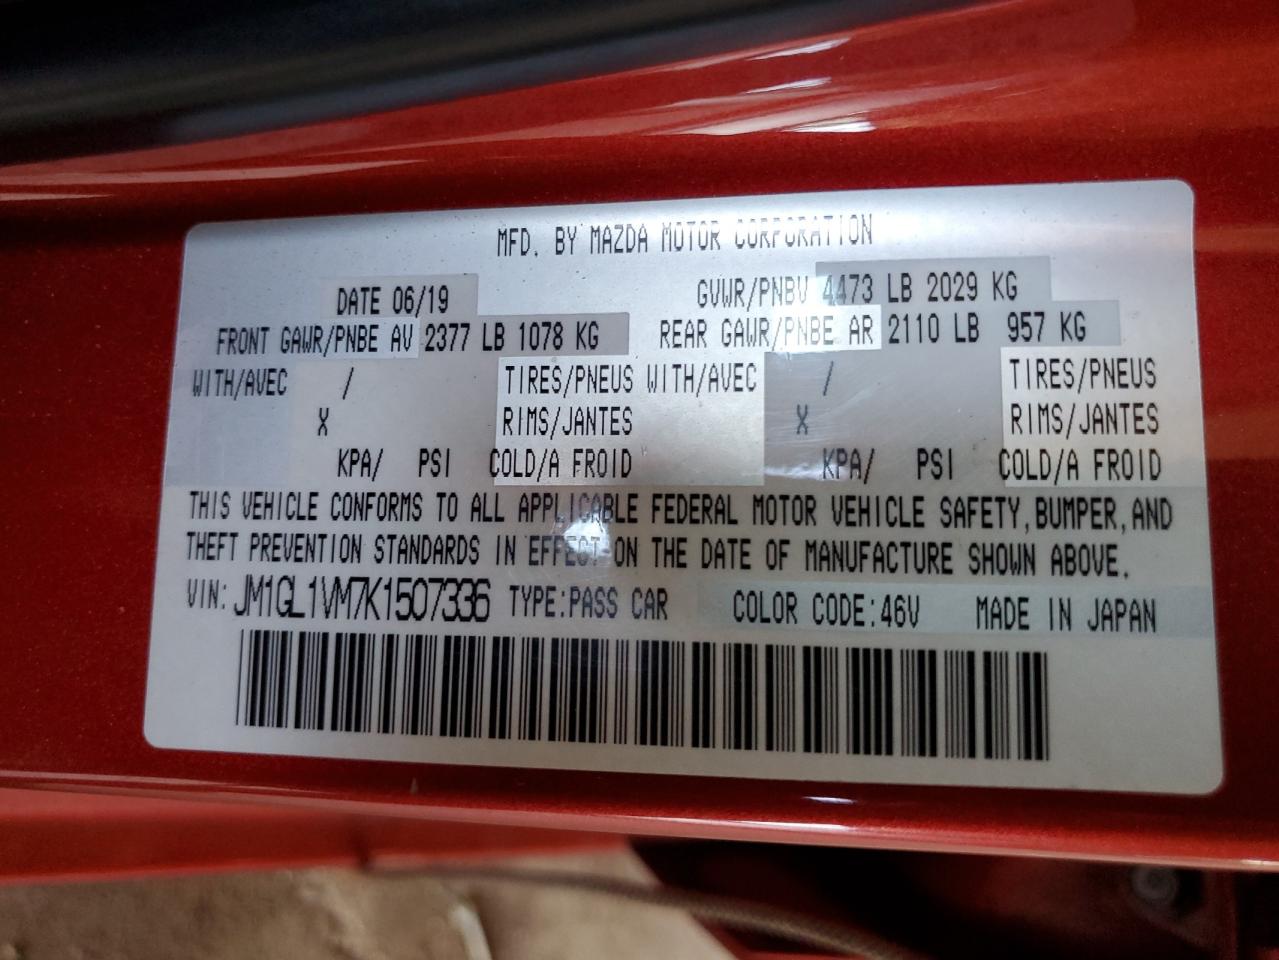 MFD. BY MAZDA MOTOR CORPORATION
DATE 06/19 GVWR/PNBV 4473 LB 2029 KG
FRONT GAWR/PNBE AV 2377 LB 1078 KG REAR GAWR/PNBE AR 2110 LB 957 KG
WITH/AVEC / TIRES/PNEUS WITH/AVEC / TIRES/PNEUS
X RIMS/JANTES X RIMS/JANTES
KPA/ PSI COLD/A FROID KPA/ PSI COLD/A FROID
THIS VEHICLE CONFORMS TO ALL APPLICABLE FEDERAL MOTOR VEHICLE SAFETY, BUMPER, AND
THEFT PREVENTION STANDARDS IN EFFECT ON THE DATE OF MANUFACTURE SHOWN ABOVE.
VIN: JM1GL1VM7K1507336 TYPE:PASS CAR COLOR CODE:46V MADE IN JAPAN